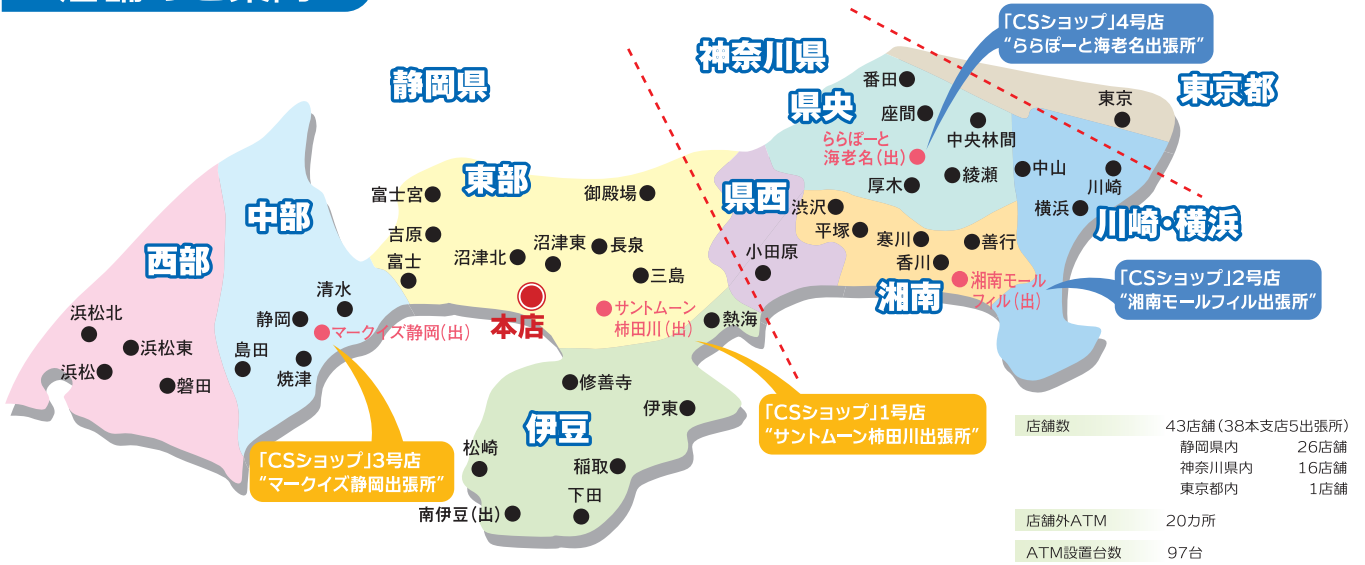 店舗のご案内
「CSショップ」4号店
“ららぽーと海老名出張所”
神奈川県
静岡県
東京都
番田
県央
東京
座間
中央林間
ららぽーと
海老名（出）
中山
川崎
厚木
綾瀬
東部
御殿場
富士宮
県西
渋沢
横浜
川崎・横浜
中部
吉原
沼津東
長泉
平塚
寒川
善行
西部
富士
沼津北
小田原
香川
三島
湘南モール
フィル（出）
湘南
「CSショップ」2号店
“湘南モールフィル出張所”
清水
浜松北
静岡
マークイズ静岡（出）
本店
サントムーン
柿田川（出）
熱海
浜松東
島田
焼津
浜松
磐田
修善寺
伊東
伊豆
「CSショップ」1号店
“サントムーン柿田川出張所”
松崎
「CSショップ」3号店
“マークイズ静岡出張所”
稲取
下田
南伊豆（出）
店舗数 43店舗（38本支店5出張所）
静岡県内 26店舗
神奈川県内 16店舗
東京都内 1店舗
店舗外ATM 20カ所
ATM設置台数 97台